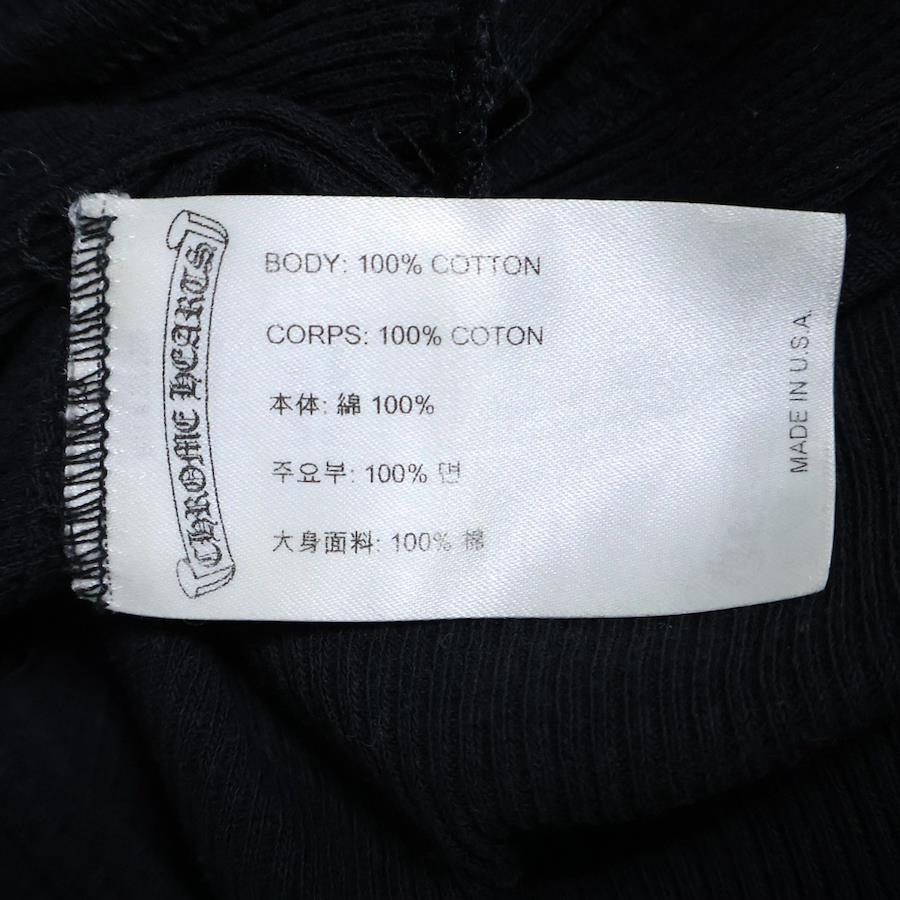 CHROME HEARTS
BODY: 100% COTTON
CORPS: 100% COTON
本体: 綿 100%
주요부: 100% 면
大身面料: 100% 棉
MADE IN U.S.A.